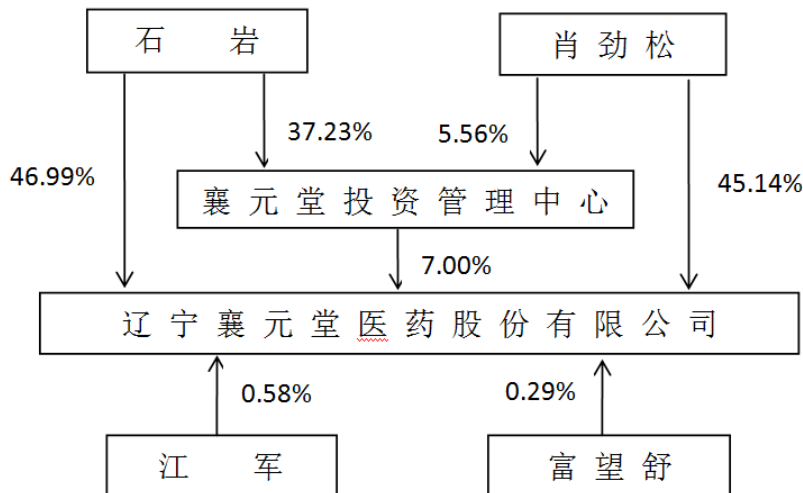 石 岩
肖劲松
37.23%
5.56%
46.99%
45.14%
襄元堂投资管理中心
7.00%
辽宁襄元堂医药股份有限公司
0.58%
0.29%
江 军
富望舒